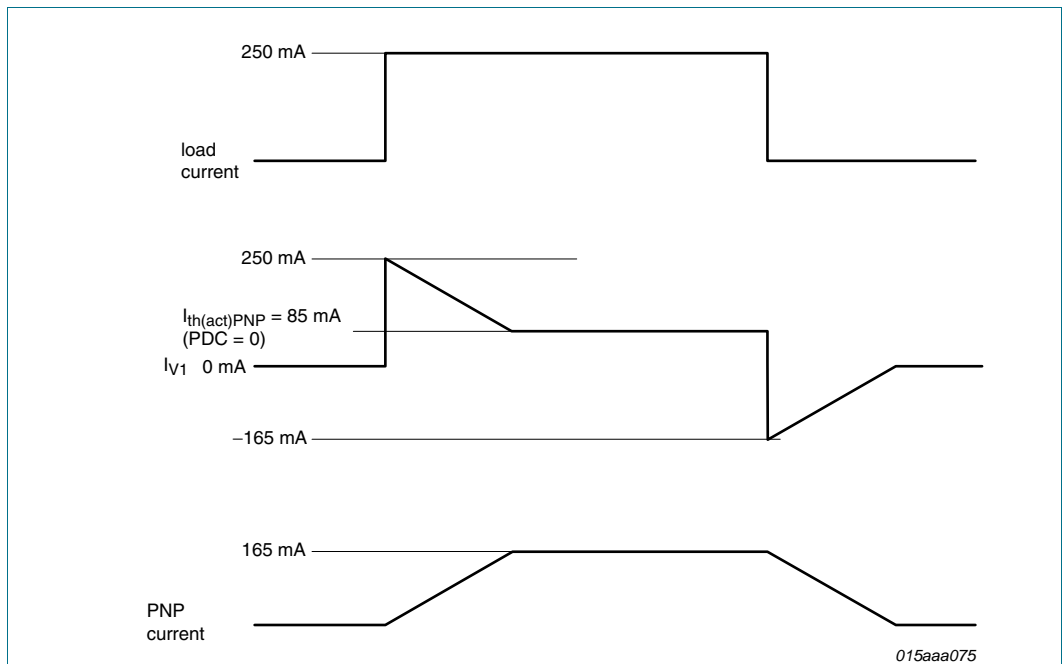 250 mA
load
current
250 mA
Ith(act)PNP = 85 mA
(PDC = 0)
IV1 0 mA
−165 mA
165 mA
PNP
current
015aaa075